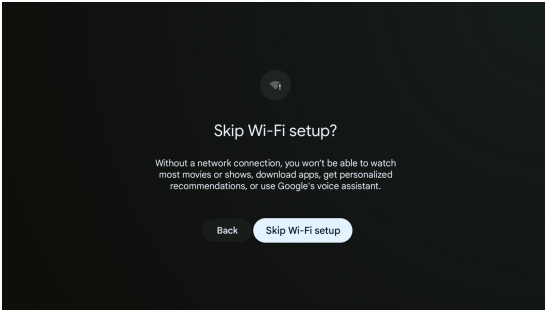 Skip Wi-Fi setup?
Without a network connection, you won't be able to watch
most movies or shows, download apps, get personalized
recommendations, or use Google's voice assistant.
Back
Skip Wi-Fi setup